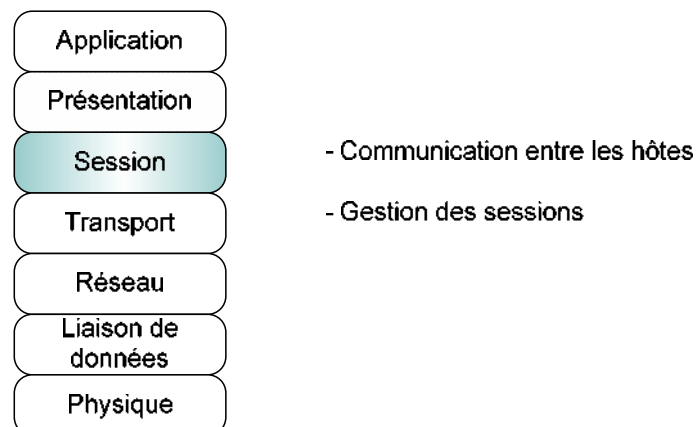 Application
Présentation
Session
- Communication entre les hôtes
Transport
- Gestion des sessions
Réseau
Liaison de
données
Physique